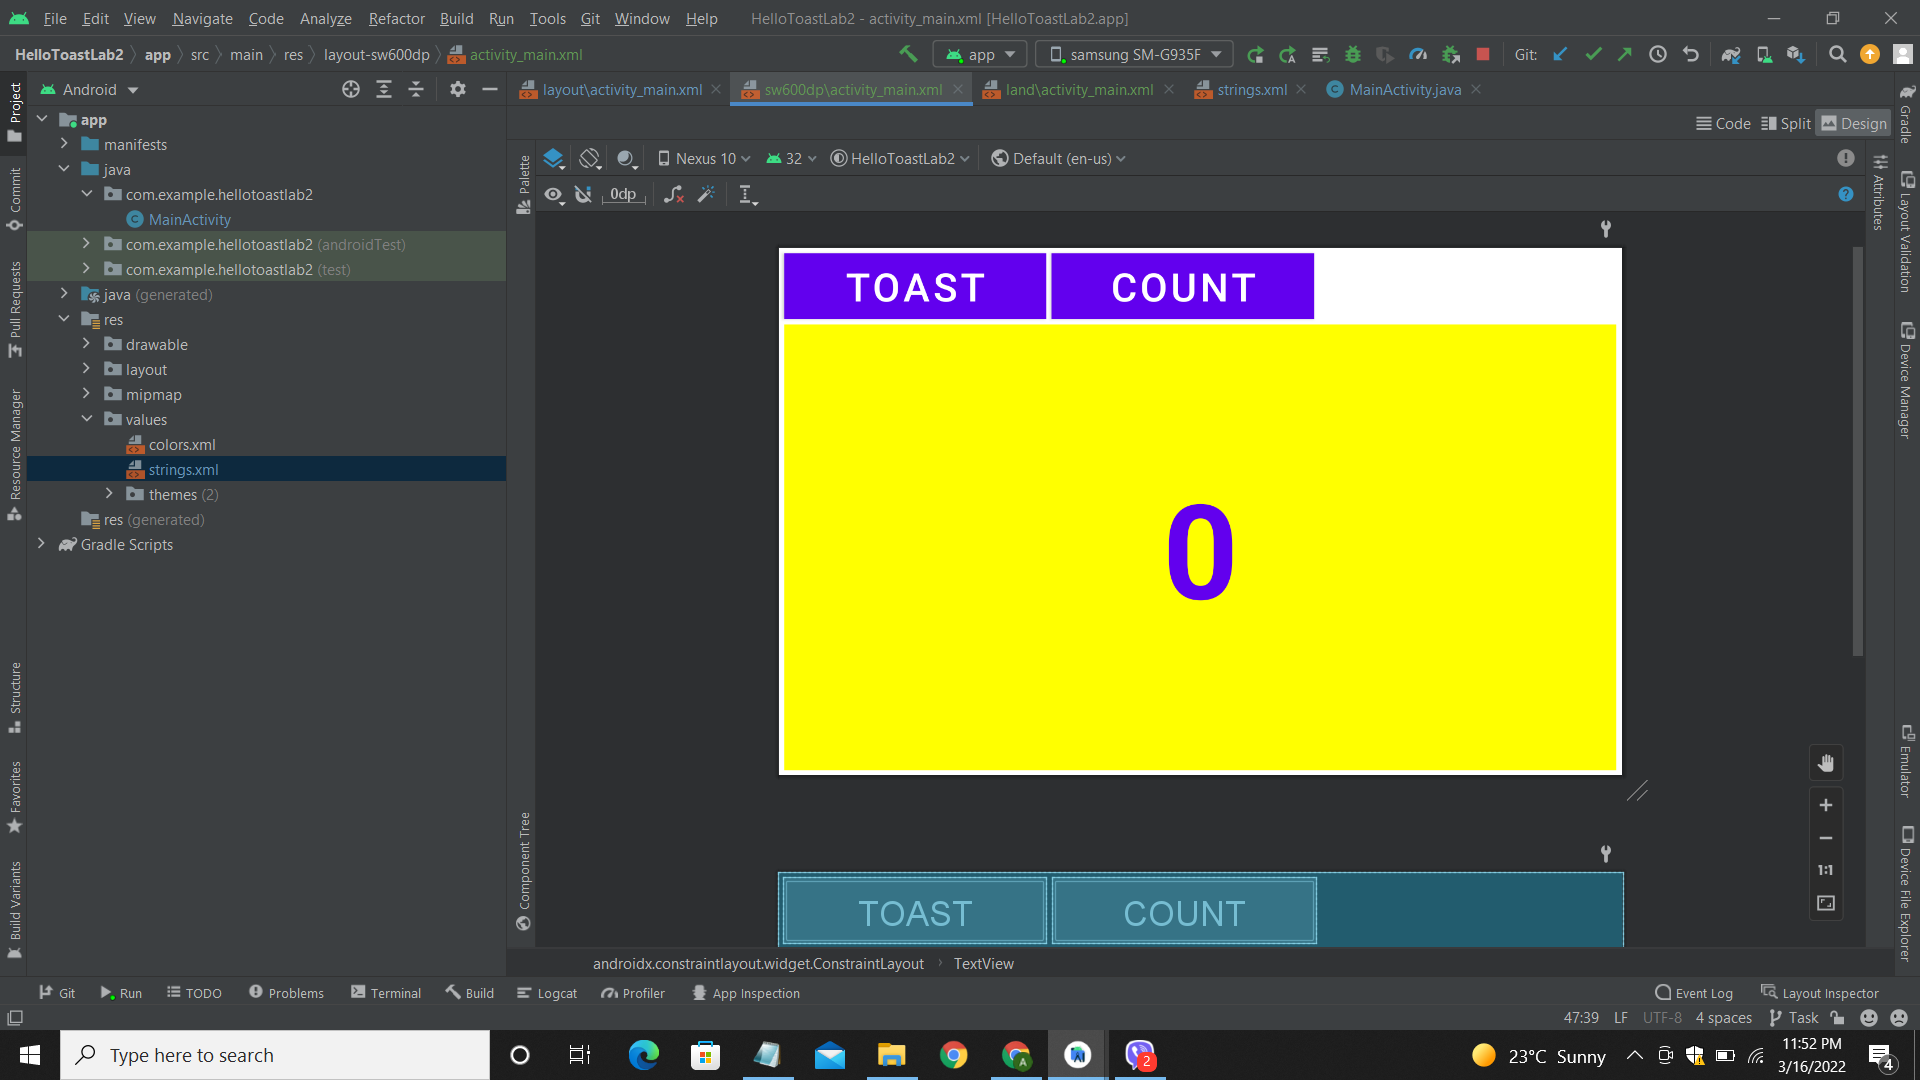 File Edit View Navigate Code Analyze Refactor Build Run Tools Git Window Help HelloToastLab2 - activity_main.xml [HelloToastLab2.app]
HelloToastLab2 app src main res layout-sw600dp activity_main.xml app samsung SM-G935F Git:
Android layout\activity_main.xml sw600dp\activity_main.xml land\activity_main.xml strings.xml MainActivity.java
Code Split Design
Nexus 10 32 HelloToastLab2 Default (en-us)
0dp
app
manifests
java
com.example.hellotoastlab2
MainActivity
com.example.hellotoastlab2 (androidTest)
com.example.hellotoastlab2 (test)
java (generated)
res
drawable
layout
mipmap
values
colors.xml
strings.xml
themes (2)
res (generated)
Gradle Scripts
Project
Commit
Pull Requests
Resource Manager
Structure
Favorites
Build Variants
Palette
Component Tree
TOAST COUNT
0
TOAST COUNT
1:1
Attributes
Gradle
Layout Validation
Device Manager
Emulator
Device File Explorer
androidx.constraintlayout.widget.ConstraintLayout TextView
Git Run TODO Problems Terminal Build Logcat Profiler App Inspection Event Log Layout Inspector
47:39 LF UTF-8 4 spaces Task
Type here to search
2
23°C Sunny
11:52 PM
3/16/2022
4